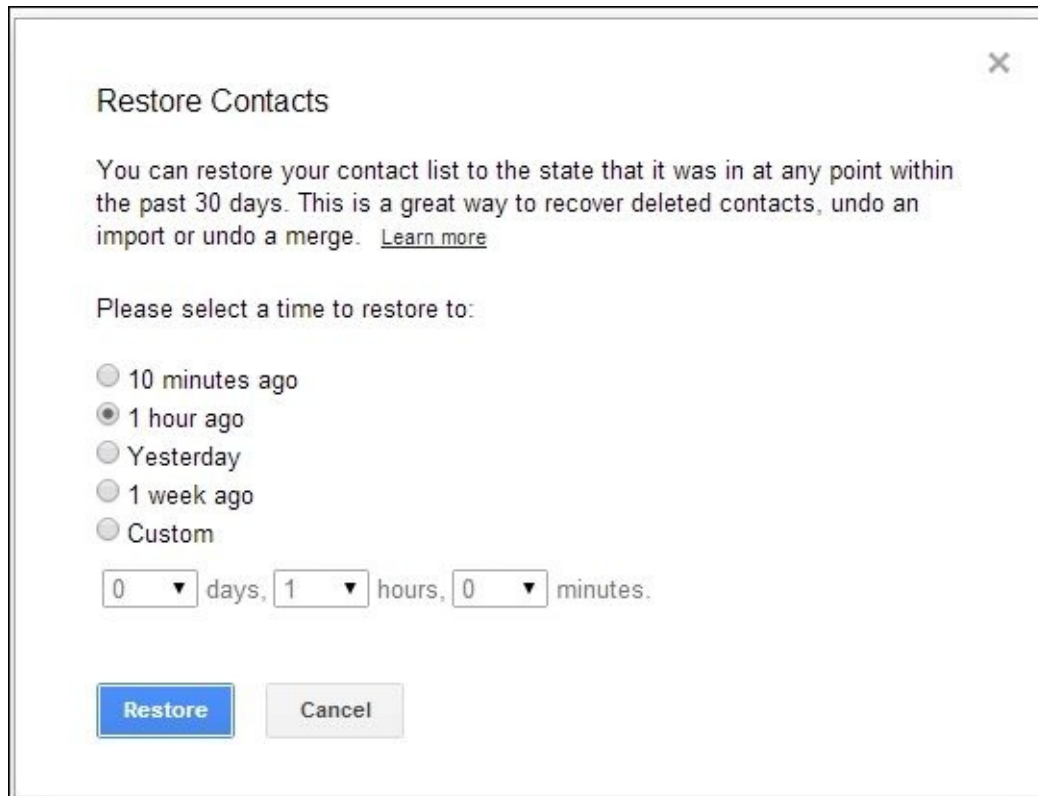 Restore Contacts
You can restore your contact list to the state that it was in at any point within
the past 30 days. This is a great way to recover deleted contacts, undo an
import or undo a merge. Learn more
Please select a time to restore to:
10 minutes ago
1 hour ago
Yesterday
1 week ago
Custom
0 days, 1 hours, 0 minutes.
Restore Cancel